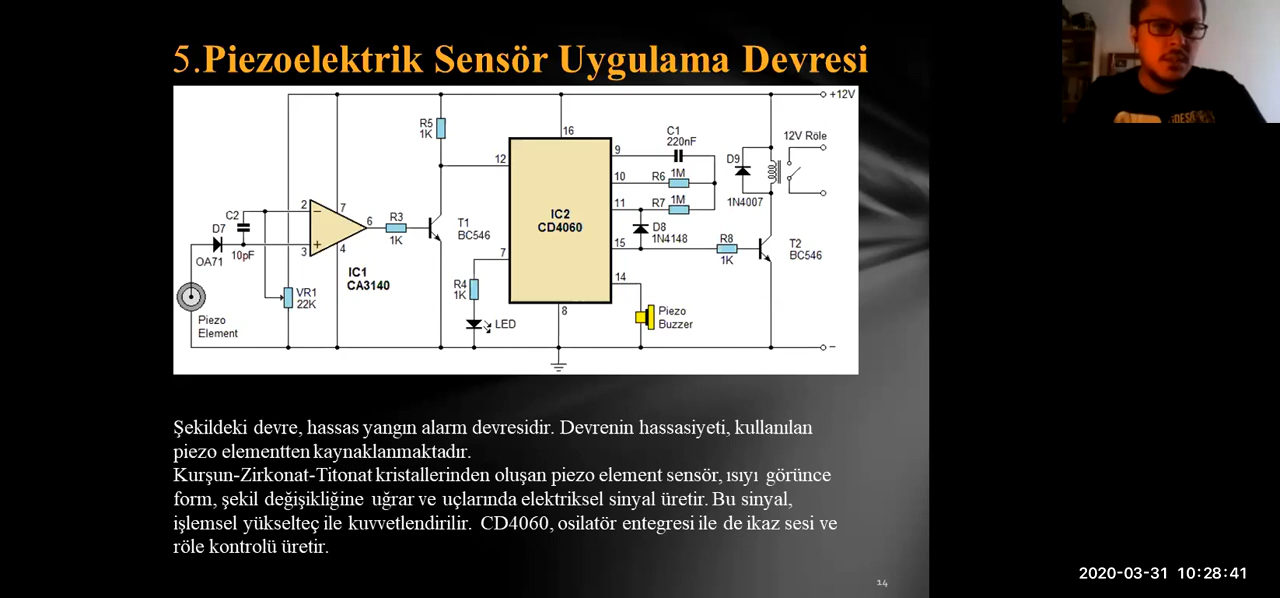 5.Piezoelektrik Sensör Uygulama Devresi
+12V
R5
1K
16
C1
220nF
12V Röle
9
12
D9
10
R6
1M
1N4007
11
R7
1M
2
7
C2
IC2
CD4060
D8
1N4148
6
R3
1K
T1
BC546
D7
OA71
10pF
3
4
15
R8
1K
T2
BC546
7
IC1
CA3140
14
R4
1K
VR1
22K
Piezo
Element
LED
8
Piezo
Buzzer
–
Şekildeki devre, hassas yangın alarm devresidir. Devrenin hassasiyeti, kullanılan
piezo elementten kaynaklanmaktadır.
Kurşun-Zirkonat-Titonat kristallerinden oluşan piezo element sensör, ısıyı görünce
form, şekil değişikliğine uğrar ve uçlarında elektriksel sinyal üretir. Bu sinyal,
işlemsel yükselteç ile kuvvetlendirilir. CD4060, osilatör entegresi ile de ikaz sesi ve
röle kontrolü üretir.
14
2020-03-31 10:28:41